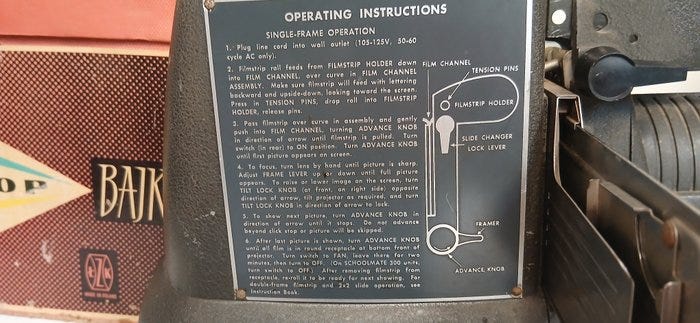 OPERATING INSTRUCTIONS
SINGLE-FRAME OPERATION
1. Plug line cord into wall outlet (105-125V, 50-60
cycle AC only).
2. Filmstrip roll feeds from FILMSTRIP HOLDER down
into FILM CHANNEL, over curve in FILM CHANNEL
ASSEMBLY. Make sure filmstrip will feed with lettering
backward and upside-down, looking toward the screen.
Press in TENSION PINS, drop roll into FILMSTRIP
HOLDER, release pins.
3. Pass filmstrip over curve in assembly and gently
push into FILM CHANNEL, turning ADVANCE KNOB
in direction of arrow until filmstrip is pulled. Turn
switch (in rear) to ON position. Turn ADVANCE KNOB
until first picture appears on screen.
4. To focus, turn lens by hand until picture is sharp.
Adjust FRAME LEVER up or down until full picture
appears. To raise or lower image on the screen, turn
TILT LOCK KNOB (at front, on right side) opposite
direction of arrow, tilt projector as required, and turn
TILT LOCK KNOB in direction of arrow to lock.
5. To show next picture, turn ADVANCE KNOB in
direction of arrow until it stops. Do not advance
beyond click stop or picture will be skipped.
6. After last picture is shown, turn ADVANCE KNOB
until all film is in round receptacle at bottom front of
projector. Turn switch to FAN, leave there for two
minutes, then turn to OFF. (On SCHOOLMATE 300 units,
turn switch to OFF.) After removing filmstrip from
receptacle, re-roll it to be ready for next showing. For
double-frame filmstrip and 2x2 slide operation, see
Instruction Book.
FILM CHANNEL
TENSION PINS
FILMSTRIP HOLDER
SLIDE CHANGER
LOCK LEVER
FRAMER
ADVANCE KNOB
OP
BAJK
MADE IN POLAND